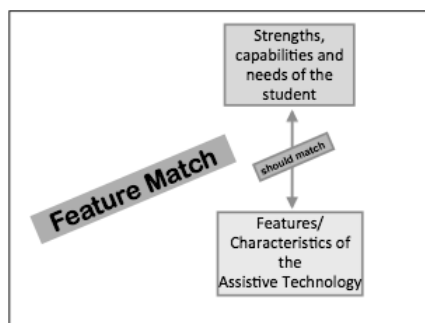 Strengths,
capabilities and
needs of the
student
should match
Feature Match
Features/
Characteristics of
the
Assistive Technology